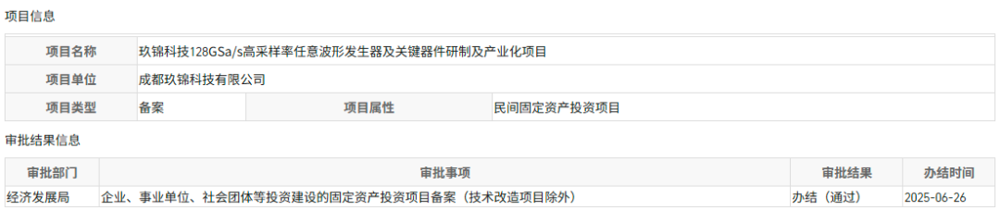 项目信息
项目名称 玖锦科技128GSa/s高采样率任意波形发生器及关键器件研制及产业化项目
项目单位 成都玖锦科技有限公司
项目类型 备案 项目属性 民间固定资产投资项目
审批结果信息
审批部门 审批事项 审批结果 办结时间
经济发展局 企业、事业单位、社会团体等投资建设的固定资产投资项目备案（技术改造项目除外） 办结（通过） 2025-06-26